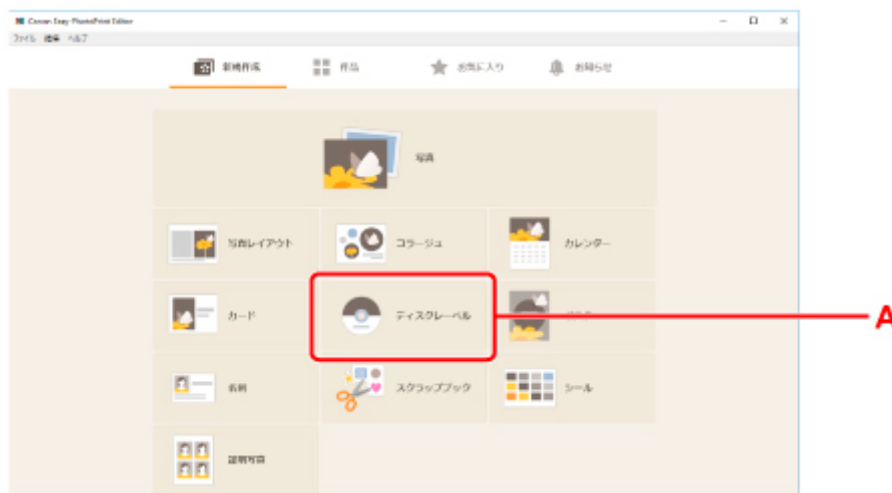 Canon Easy-PhotoPrint Editor
ファイル 編集 ヘルプ
新規作成 作品 お気に入り お知らせ
写真
写真レイアウト コラージュ カレンダー
カード ディスクレーベル
A
名刺 スクラップブック シール
証明写真